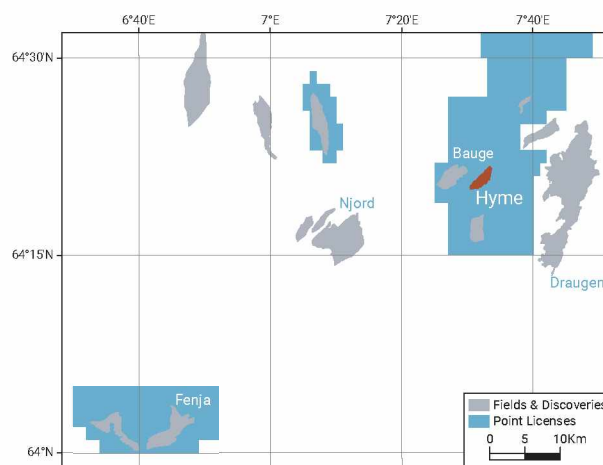 6°40'E
7°E
7°20'E
7°40'E
64°30'N
Bauge
Hyme
Njord
64°15'N
Draugen
Fenja
Fields & Discoveries
Point Licenses
64°N
0 5 10Km